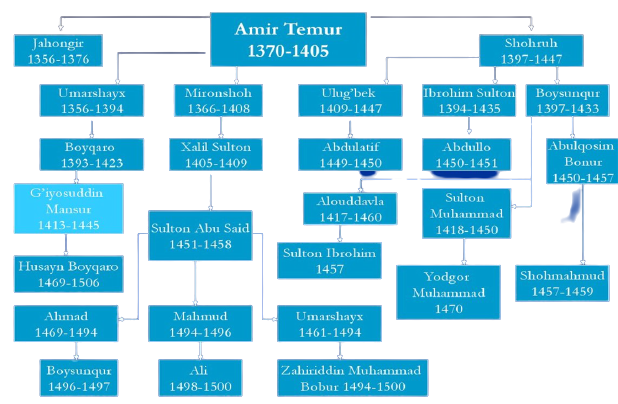 Amir Temur
1370-1405
Jahongir
1356-1376
Shohruh
1397-1447
Umarshayx
1356-1394
Mironshoh
1366-1408
Ulug'bek
1409-1447
Ibrohim Sulton
1394-1435
Boysunqur
1397-1433
Boyqaro
1393-1423
Xalil Sulton
1405-1409
Abdulatif
1449-1450
Abdullo
1450-1451
Abulqosim
Bonur
1450-1457
G'iyosuddin
Mansur
1413-1445
Alouddavla
1417-1460
Sulton
Muhammad
1418-1450
Sulton Abu Said
1451-1458
Sulton Ibrohim
1457
Husayn Boyqaro
1469-1506
Yodgor
Muhammad
1470
Shohmahmud
1457-1459
Ahmad
1469-1494
Mahmud
1494-1496
Umarshayx
1461-1494
Boysunqur
1496-1497
Ali
1498-1500
Zahiriddin Muhammad
Bobur 1494-1500